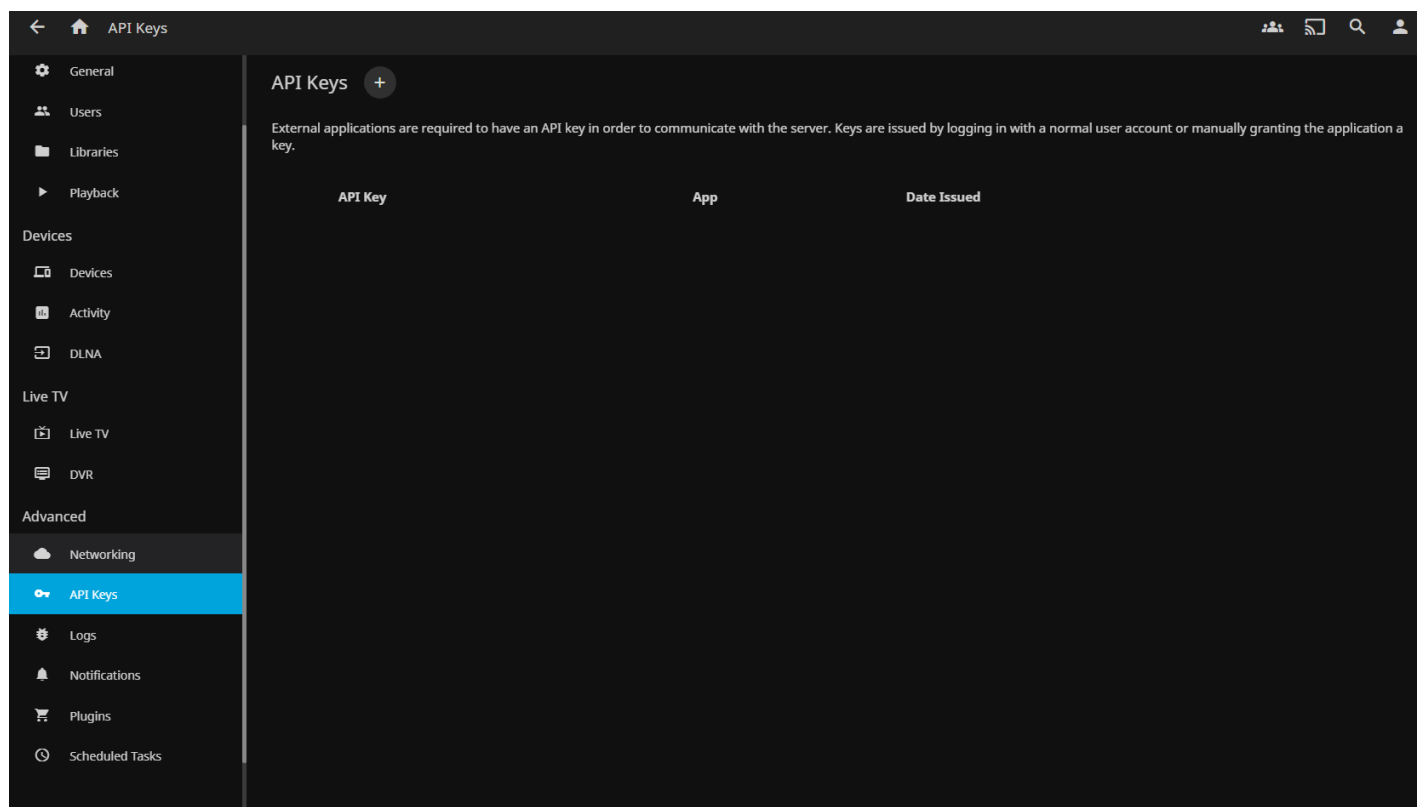 API Keys
General
Users
Libraries
Playback
Devices
Devices
Activity
DLNA
Live TV
Live TV
DVR
Advanced
Networking
API Keys
Logs
Notifications
Plugins
Scheduled Tasks
API Keys +
External applications are required to have an API key in order to communicate with the server. Keys are issued by logging in with a normal user account or manually granting the application a
key.
API Key App Date Issued